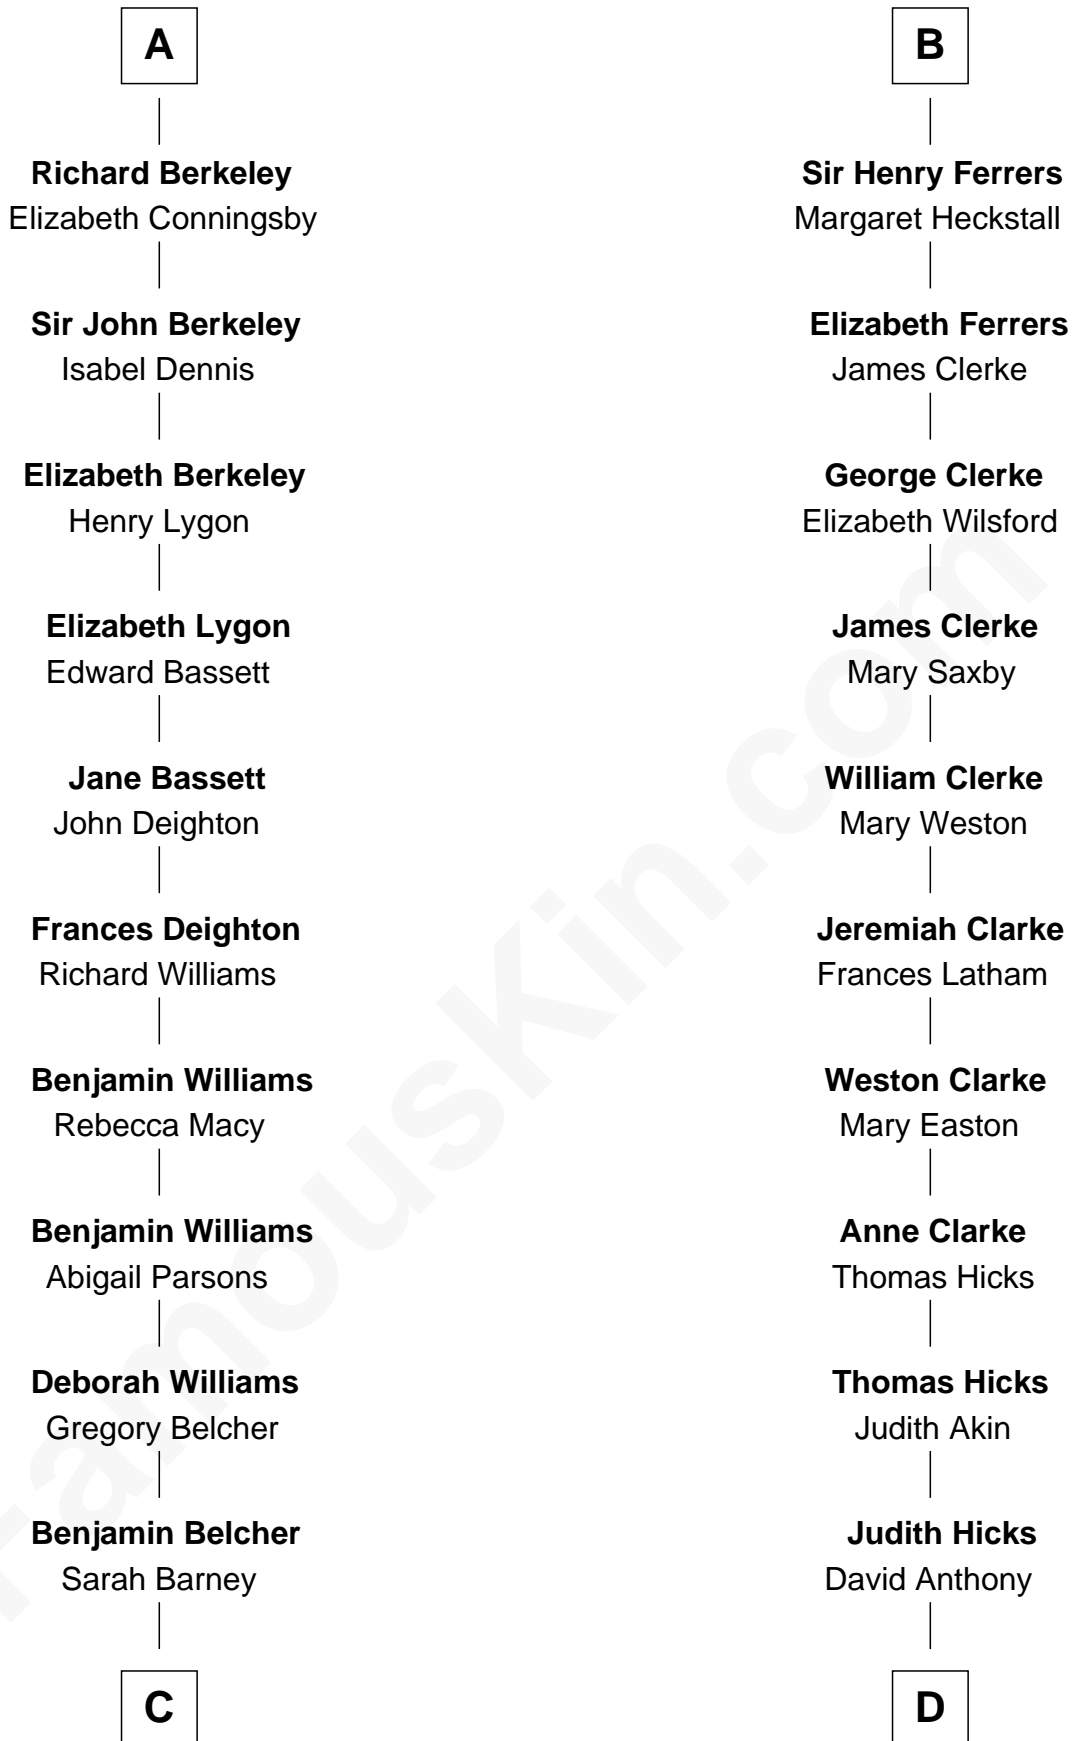 A
Richard Berkeley
Elizabeth Conningsby
Sir John Berkeley
Isabel Dennis
Elizabeth Berkeley
Henry Lygon
Elizabeth Lygon
Edward Bassett
Jane Bassett
John Deighton
Frances Deighton
Richard Williams
Benjamin Williams
Rebecca Macy
Benjamin Williams
Abigail Parsons
Deborah Williams
Gregory Belcher
Benjamin Belcher
Sarah Barney
C
B
Sir Henry Ferrers
Margaret Heckstall
Elizabeth Ferrers
James Clerke
George Clerke
Elizabeth Wilsford
James Clerke
Mary Saxby
William Clerke
Mary Weston
Jeremiah Clarke
Frances Latham
Weston Clarke
Mary Easton
Anne Clarke
Thomas Hicks
Thomas Hicks
Judith Akin
Judith Hicks
David Anthony
D
FamousKin.com